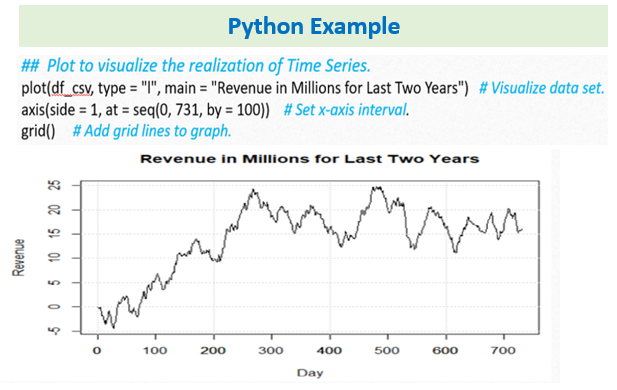 Python Example
## Plot to visualize the realization of Time Series.
plot(df_csv, type = "l", main = "Revenue in Millions for Last Two Years") # Visualize data set.
axis(side = 1, at = seq(0, 731, by = 100)) # Set x-axis interval.
grid() # Add grid lines to graph.
Revenue in Millions for Last Two Years
Revenue
25
20
15
10
5
0
-5
0 100 200 300 400 500 600 700
Day